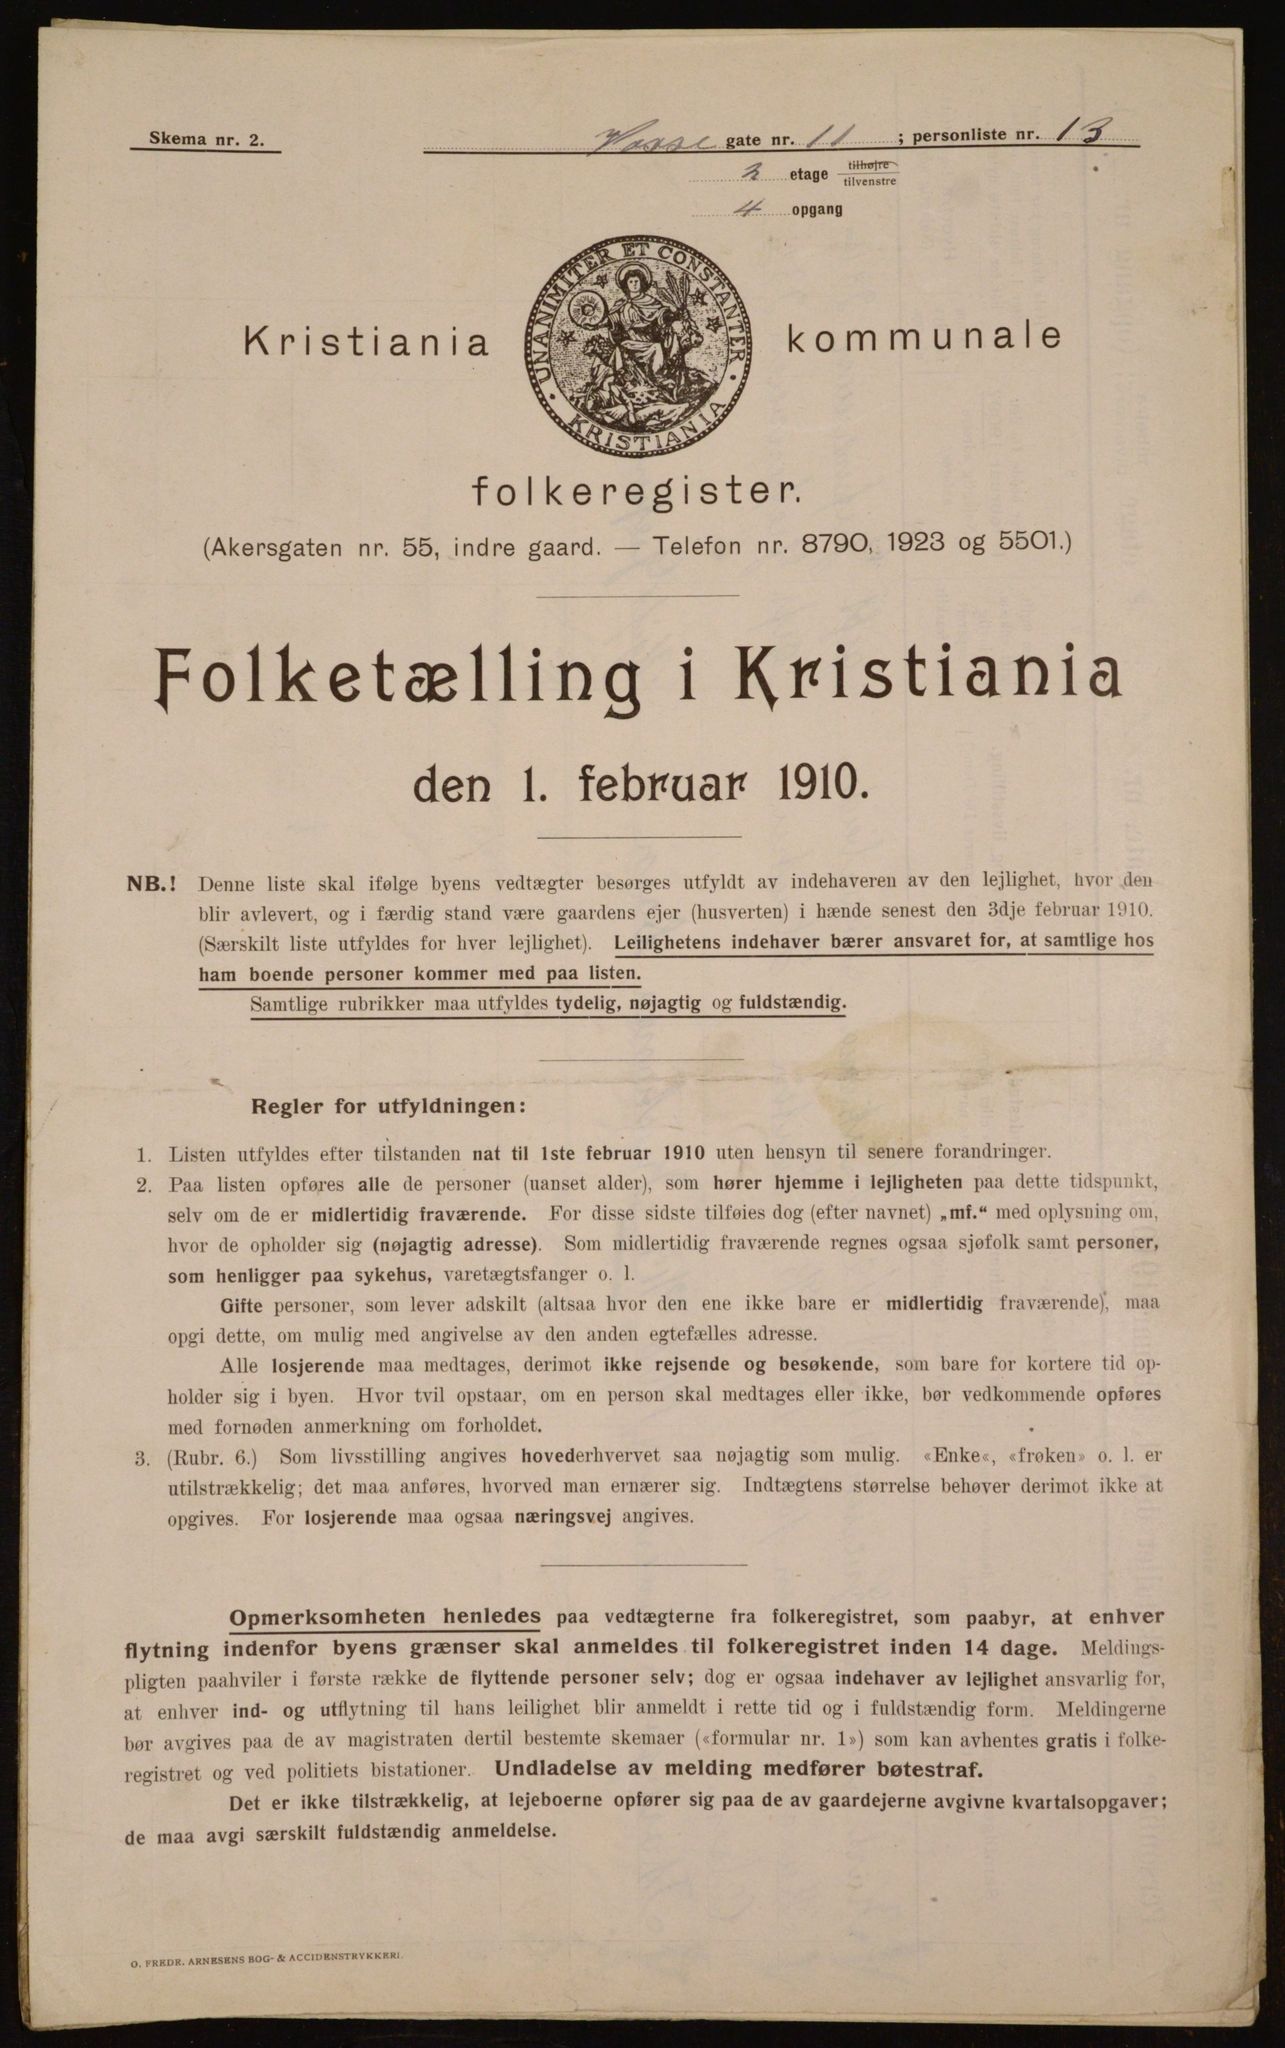 Skema nr. 2.
Vosse gate nr. 11 ; personliste nr. 13
2 etage tilhøjre
tilvenstre
4 opgang
UNANIMITER ET CONSTANTER
KRISTIANIA
Kristiania kommunale
folkeregister.
(Akersgaten nr. 55, indre gaard. — Telefon nr. 8790, 1923 og 5501.)
Folketælling i Kristiania
den 1. februar 1910.
NB.! Denne liste skal ifølge byens vedtægter besørges utfyldt av indehaveren av den lejlighet, hvor den
blir avlevert, og i færdig stand være gaardens ejer (husverten) i hænde senest den 3dje februar 1910.
(Særskilt liste utfyldes for hver lejlighet). Leilighetens indehaver bærer ansvaret for, at samtlige hos
ham boende personer kommer med paa listen.
Samtlige rubrikker maa utfyldes tydelig, nøjagtig og fuldstændig.
Regler for utfyldningen:
1. Listen utfyldes efter tilstanden nat til 1ste februar 1910 uten hensyn til senere forandringer.
2. Paa listen opføres alle de personer (uanset alder), som hører hjemme i lejligheten paa dette tidspunkt,
selv om de er midlertidig fraværende. For disse sidste tilføies dog (efter navnet) „mf.“ med oplysning om,
hvor de opholder sig (nøjagtig adresse). Som midlertidig fraværende regnes ogsaa sjøfolk samt personer,
som henligger paa sykehus, varetægtsfanger o. l.
Gifte personer, som lever adskilt (altsaa hvor den ene ikke bare er midlertidig fraværende), maa
opgi dette, om mulig med angivelse av den anden egtefælles adresse.
Alle losjerende maa medtages, derimot ikke rejsende og besøkende, som bare for kortere tid op-
holder sig i byen. Hvor tvil opstaar, om en person skal medtages eller ikke, bør vedkommende opføres
med fornøden anmerkning om forholdet.
3. (Rubr. 6.) Som livsstilling angives hovederhvervet saa nøjagtig som mulig. «Enke«, «frøken» o. l. er
utilstrækkelig; det maa anføres, hvorved man ernærer sig. Indtægtens størrelse behøver derimot ikke at
opgives. For losjerende maa ogsaa næringsvej angives.
Opmerksomheten henledes paa vedtægterne fra folkeregistret, som paabyr, at enhver
flytning indenfor byens grænser skal anmeldes til folkeregistret inden 14 dage. Meldings-
pligten paahviler i første række de flyttende personer selv; dog er ogsaa indehaver av lejlighet ansvarlig for,
at enhver ind- og utflytning til hans leilighet blir anmeldt i rette tid og i fuldstændig form. Meldingerne
bør avgives paa de av magistraten dertil bestemte skemaer («formular nr. 1») som kan avhentes gratis i folke-
registret og ved politiets bistationer. Undladelse av melding medfører bøtestraf.
Det er ikke tilstrækkelig, at lejeboerne opfører sig paa de av gaardejerne avgivne kvartalsopgaver;
de maa avgi særskilt fuldstændig anmeldelse.
O. FREDR. ARNESENS BOG- & ACCIDENSTRYKKERI.